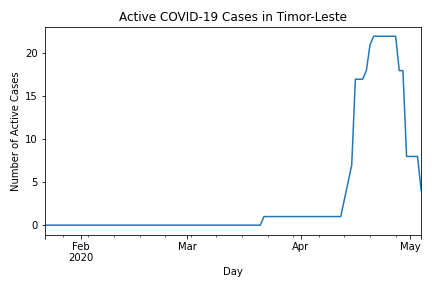 Active COVID-19 Cases in Timor-Leste
Number of Active Cases
20
15
10
5
0
Feb
2020
Mar
Apr
May
Day